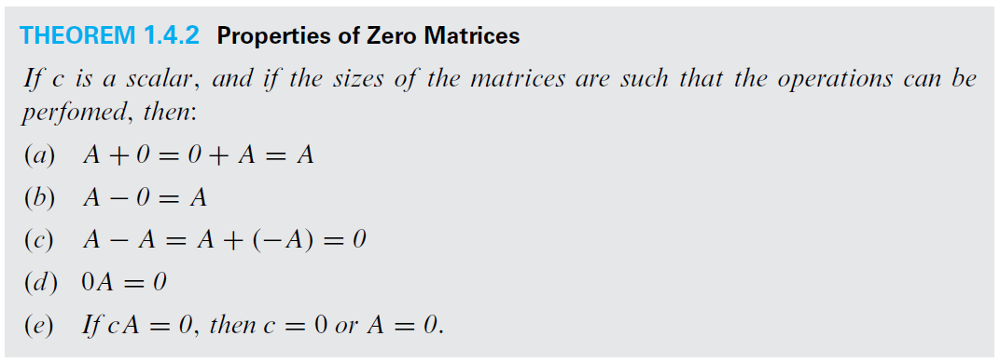 THEOREM 1.4.2 Properties of Zero Matrices
If c is a scalar, and if the sizes of the matrices are such that the operations can be
perfomed, then:
(a) A + 0 = 0 + A = A
(b) A − 0 = A
(c) A − A = A + (−A) = 0
(d) 0A = 0
(e) If cA = 0, then c = 0 or A = 0.